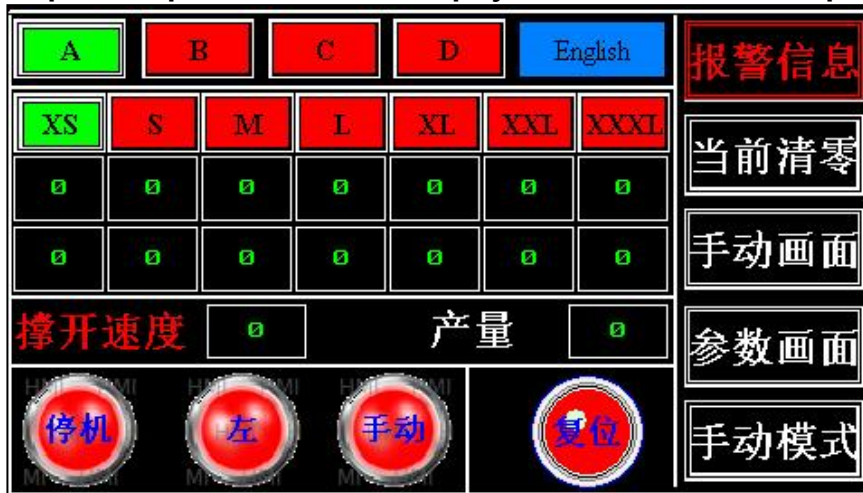 A B C D English 报警信息
XS S M L XL XXL XXXL 当前清零
0 0 0 0 0 0 0
0 0 0 0 0 0 0 手动画面
撑开速度 0 产量 0 参数画面
停机 左 手动 复位 手动模式